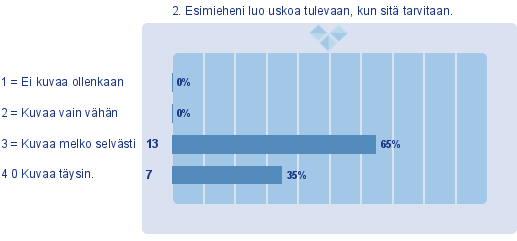 2. Esimieheni luo uskoa tulevaan, kun sitä tarvitaan.
1 = Ei kuvaa ollenkaan 0%
2 = Kuvaa vain vähän 0%
3 = Kuvaa melko selvästi 13 65%
4 0 Kuvaa täysin. 7 35%